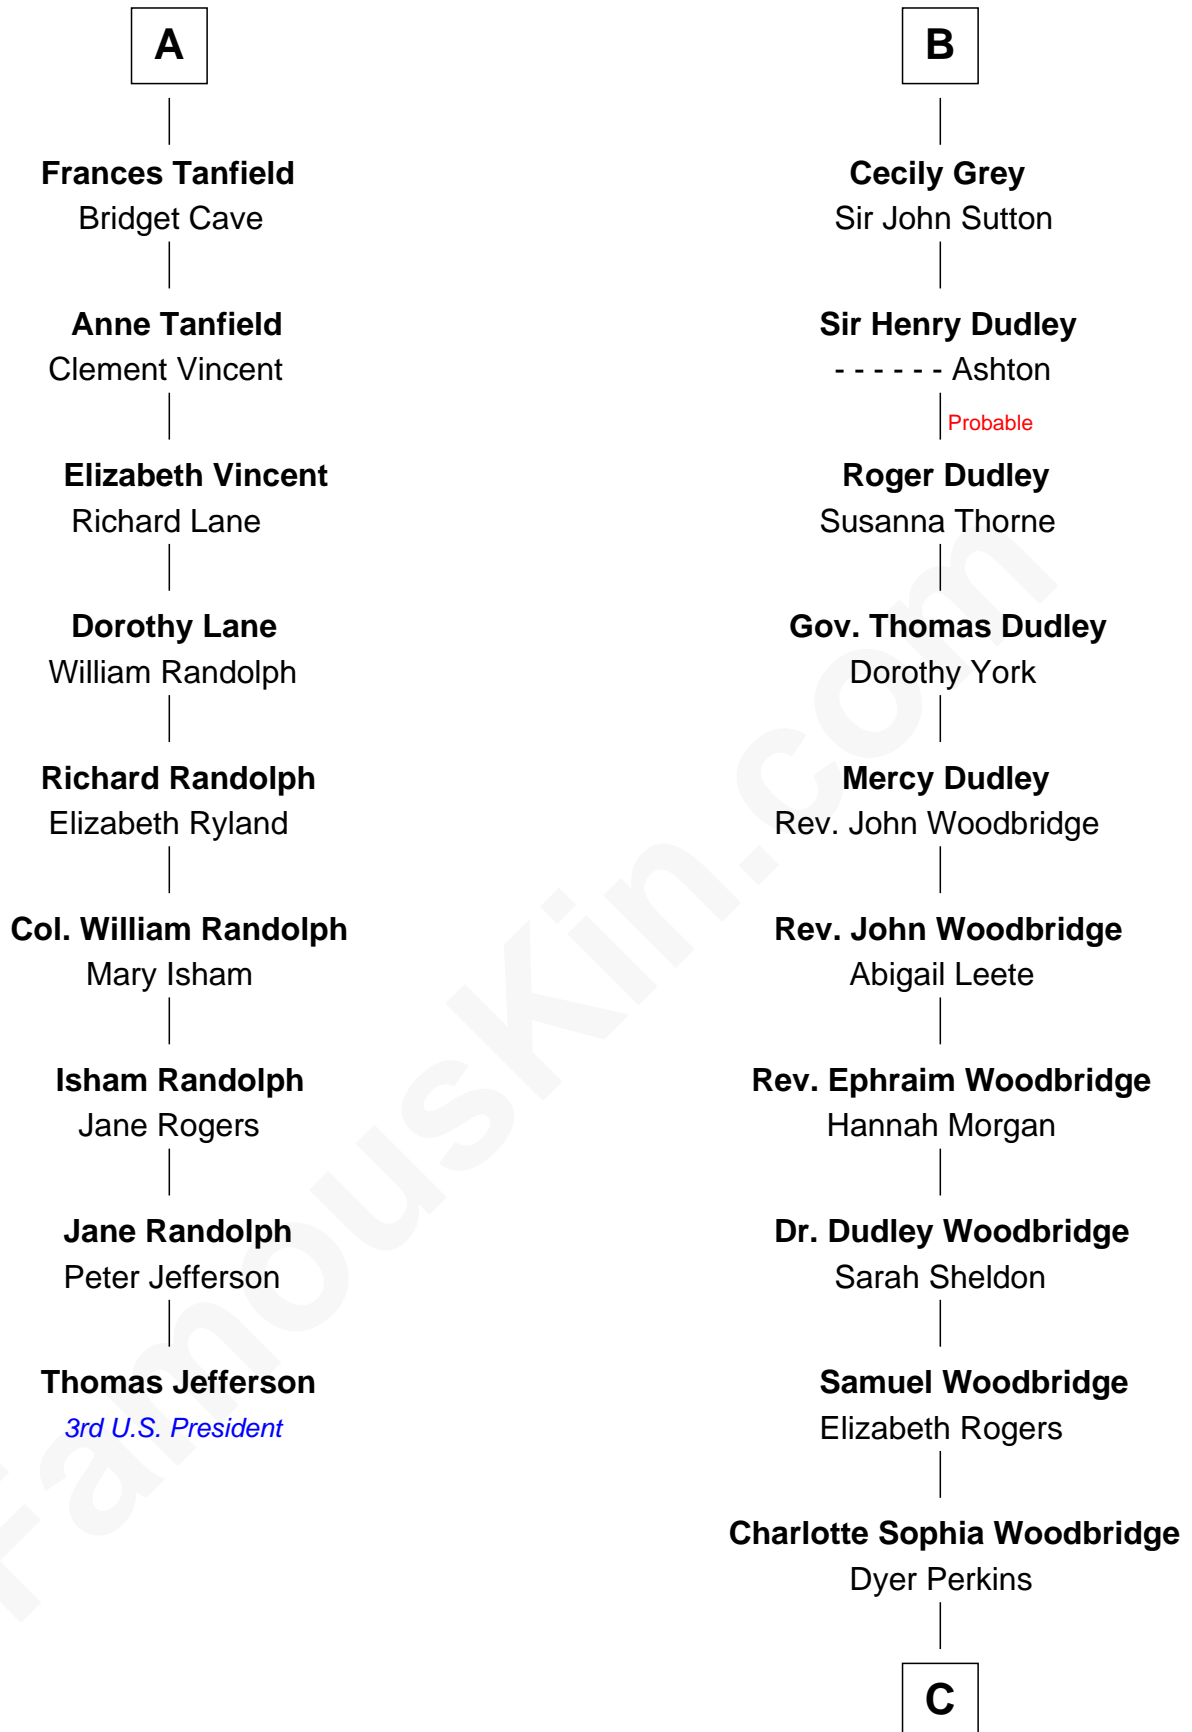 A
Frances Tanfield
Bridget Cave
Anne Tanfield
Clement Vincent
Elizabeth Vincent
Richard Lane
Dorothy Lane
William Randolph
Richard Randolph
Elizabeth Ryland
Col. William Randolph
Mary Isham
Isham Randolph
Jane Rogers
Jane Randolph
Peter Jefferson
Thomas Jefferson
3rd U.S. President
B
Cecily Grey
Sir John Sutton
Sir Henry Dudley
- - - - - - Ashton
Probable
Roger Dudley
Susanna Thorne
Gov. Thomas Dudley
Dorothy York
Mercy Dudley
Rev. John Woodbridge
Rev. John Woodbridge
Abigail Leete
Rev. Ephraim Woodbridge
Hannah Morgan
Dr. Dudley Woodbridge
Sarah Sheldon
Samuel Woodbridge
Elizabeth Rogers
Charlotte Sophia Woodbridge
Dyer Perkins
C
FamousKin.com